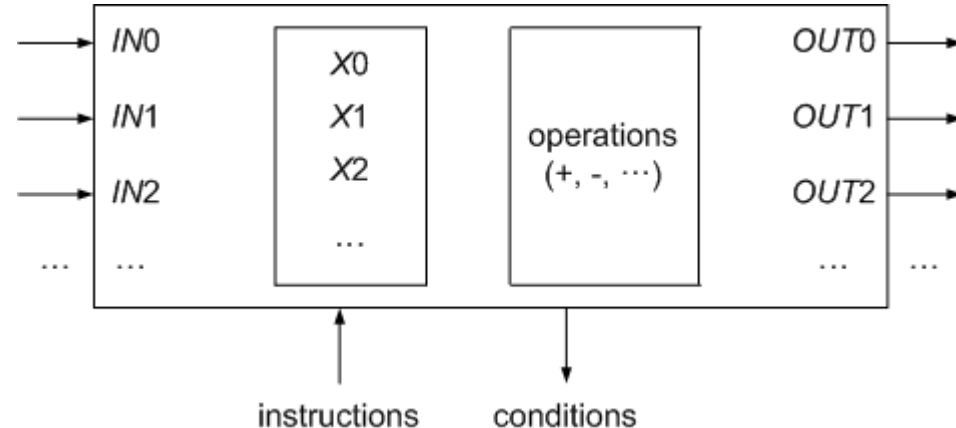 IN0
X0
OUT0
IN1
X1
operations
OUT1
IN2
X2
(+, -, ···)
OUT2
... ...
...
... ...
instructions
conditions